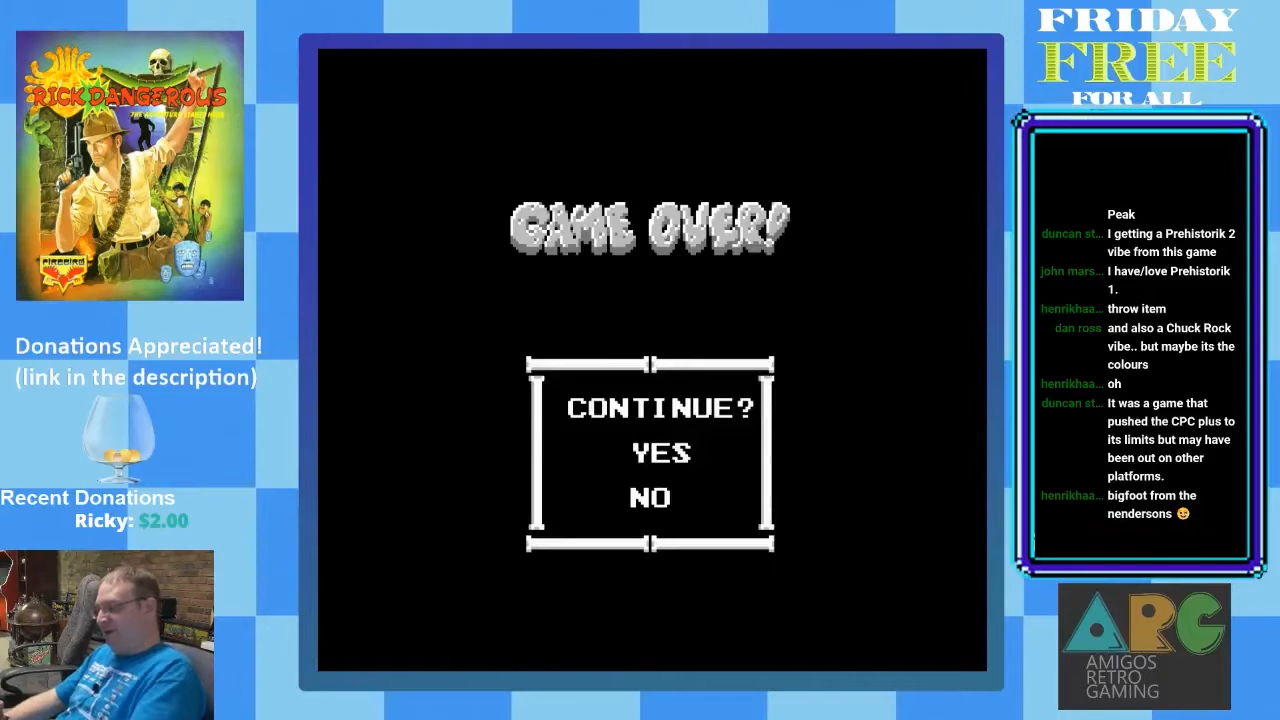 RICK DANGEROUS
FIREBIRD
Donations Appreciated!
(link in the description)
Recent Donations
Ricky: $2.00
GAME OVER!
CONTINUE?
YES
NO
FRIDAY
FREE
FOR ALL
Peak
duncan st... I getting a Prehistorik 2
vibe from this game
john mars... I have/love Prehistorik
1.
henrikhaa... throw item
dan ross and also a Chuck Rock
vibe.. but maybe its the
colours
henrikhaa... oh
duncan st... It was a game that
pushed the CPC plus to
its limits but may have
been out on other
platforms.
henrikhaa... bigfoot from the
nendersons 😉
ARC
AMIGOS
RETRO
GAMING